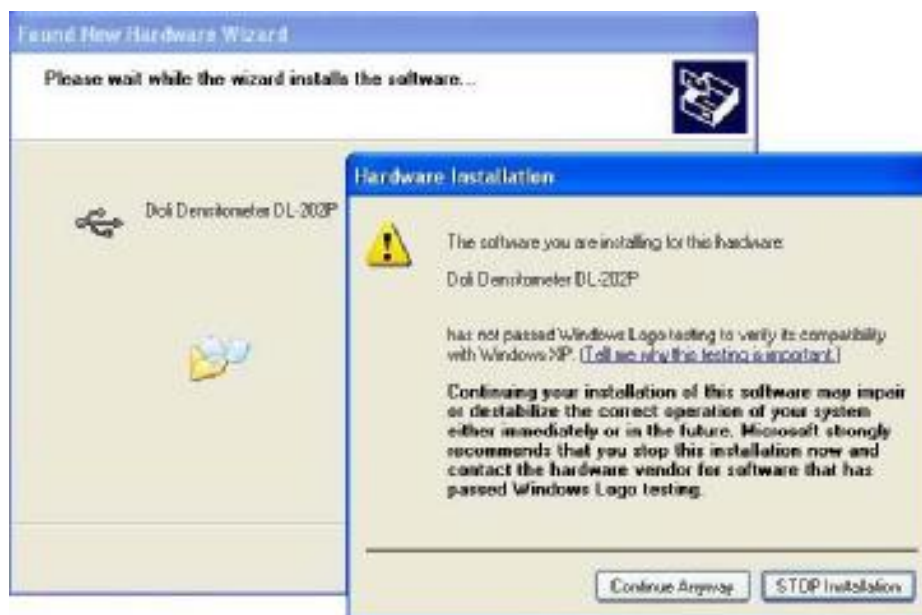 Found New Hardware Wizard
Please wait while the wizard installs the software...
Doli Densitometer DL-202P
Hardware Installation
The software you are installing for this hardware:
Doli Densitometer DL-202P
has not passed Windows Logo testing to verify its compatibility
with Windows XP. (Tell me why this testing is important.)
Continuing your installation of this software may impair
or destabilize the correct operation of your system
either immediately or in the future. Microsoft strongly
recommends that you stop this installation now and
contact the hardware vendor for software that has
passed Windows Logo testing.
Continue Anyway
STOP Installation